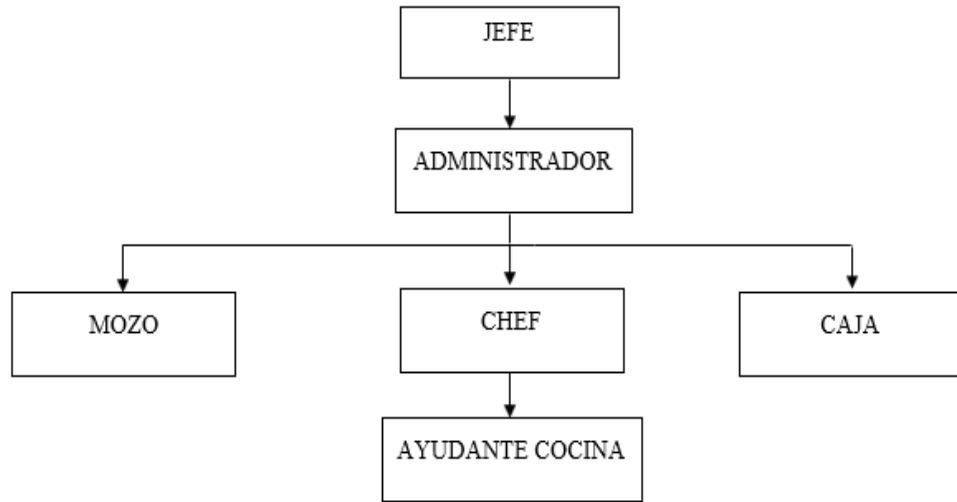 JEFE
ADMINISTRADOR
MOZO
CHEF
CAJA
AYUDANTE COCINA